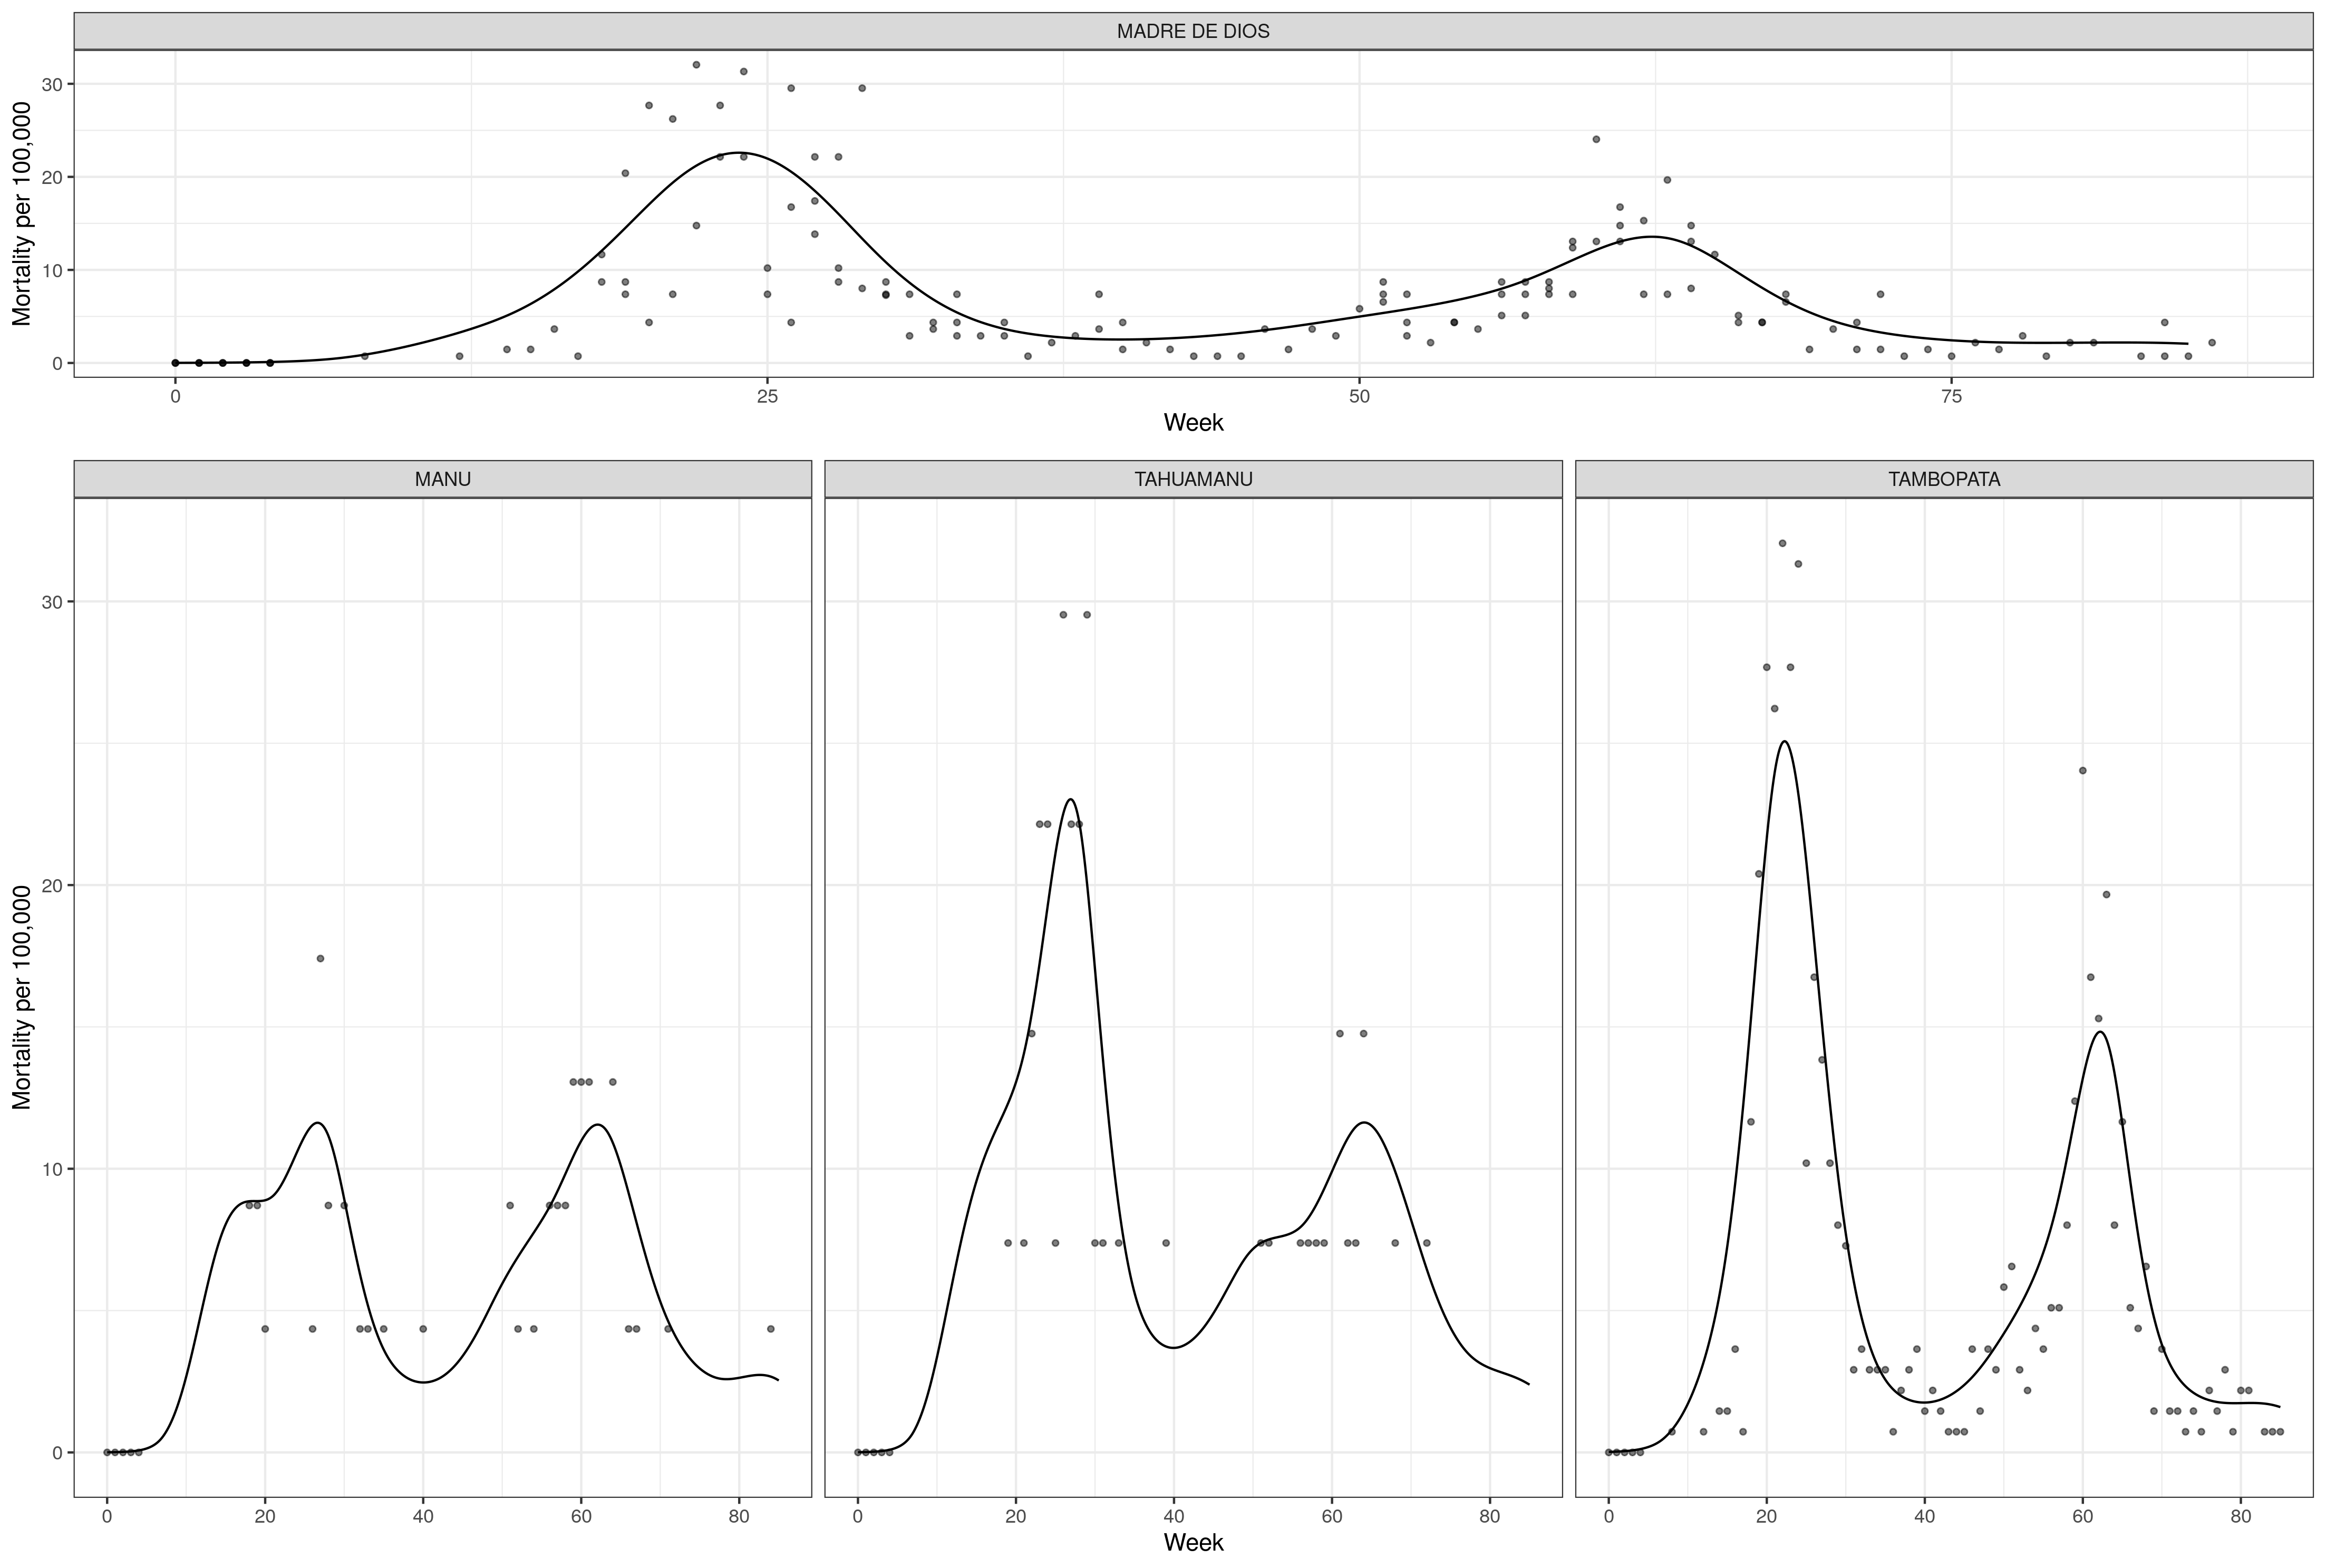 MADRE DE DIOS
Mortality per 100,000
30
20
10
0
0 25 50 75
Week
MANU TAHUAMANU TAMBOPATA
Mortality per 100,000
30
20
10
0
0 20 40 60 80 0 20 40 60 80 0 20 40 60 80
Week